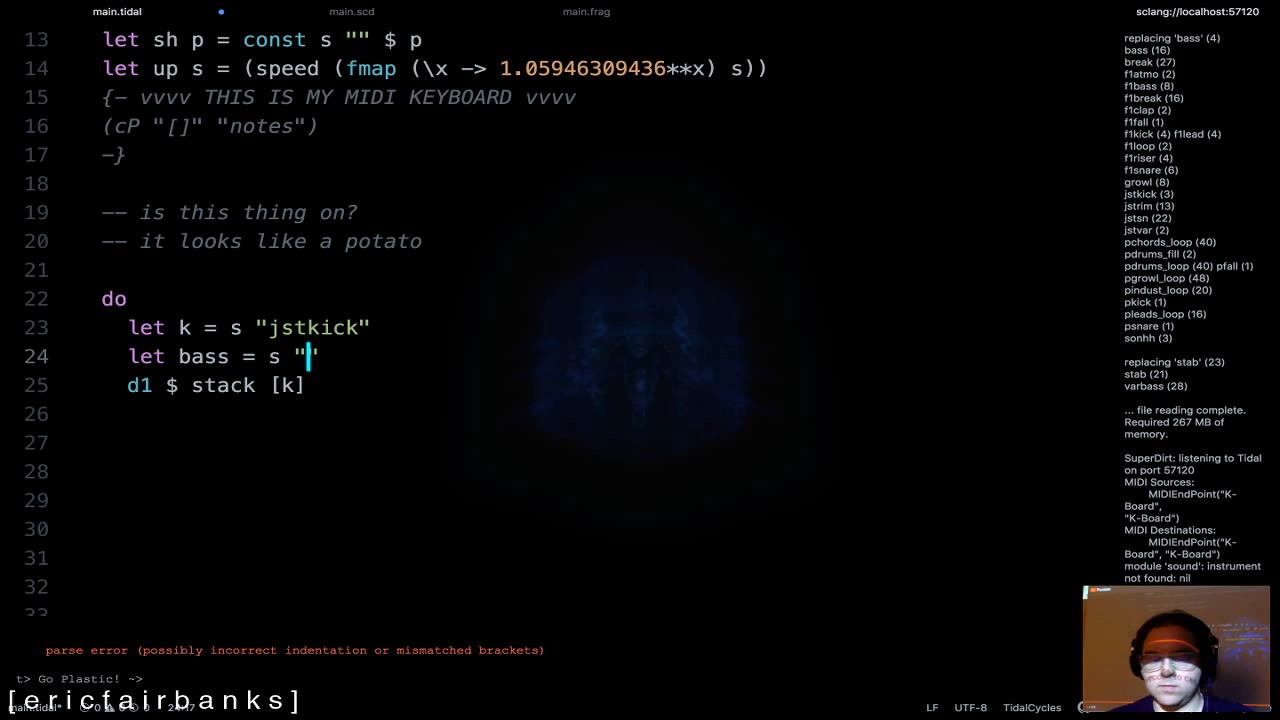 main.tidal main.scd main.frag sclang://localhost:57120
13 let sh p = const s "" $ p
14 let up s = (speed (fmap (\x -> 1.05946309436**x) s))
15 {- vvvv THIS IS MY MIDI KEYBOARD vvvv
16 (cP "[]" "notes")
17 -}
18
19 -- is this thing on?
20 -- it looks like a potato
21
22 do
23 let k = s "jstkick"
24 let bass = s ""
25 d1 $ stack [k]
26
27
28
29
30
31
32
33
replacing 'bass' (4)
bass (16)
break (27)
f1atmo (2)
f1bass (8)
f1break (16)
f1clap (2)
f1fall (1)
f1kick (4) f1lead (4)
f1loop (2)
f1riser (4)
f1snare (6)
growl (8)
jstkick (3)
jstrim (13)
jstsn (22)
jstvar (2)
pchords_loop (40)
pdrums_fill (2)
pdrums_loop (40) pfall (1)
pgrowl_loop (48)
pindust_loop (20)
pkick (1)
pleads_loop (16)
psnare (1)
sonhh (3)
replacing 'stab' (23)
stab (21)
varbass (28)
... file reading complete.
Required 267 MB of
memory.
SuperDirt: listening to Tidal
on port 57120
MIDI Sources:
MIDIEndPoint("K-
Board",
"K-Board")
MIDI Destinations:
MIDIEndPoint("K-
Board", "K-Board")
module 'sound': instrument
not found: nil
parse error (possibly incorrect indentation or mismatched brackets)
t> Go Plastic! ~>
[ericfairbanks]
main.tidal* 0 0 0 24:17 LF UTF-8 TidalCycles